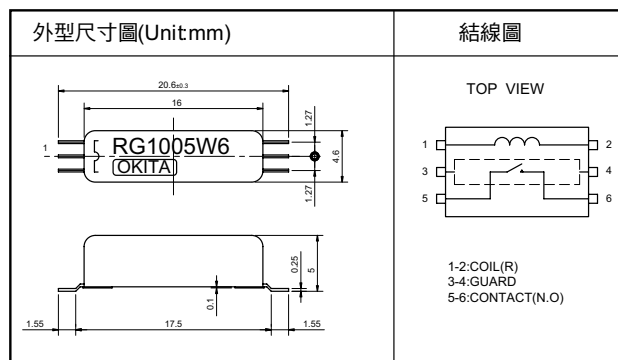 外型尺寸圖(Unit:mm)
結線圖
20.6±0.3
16
1
RG1005W6
OKITA
1.27
1.27
4.6
0.25
5
0.1
1.55
17.5
1.55
TOP VIEW
1
2
3
4
5
6
1-2:COIL(R)
3-4:GUARD
5-6:CONTACT(N.O)